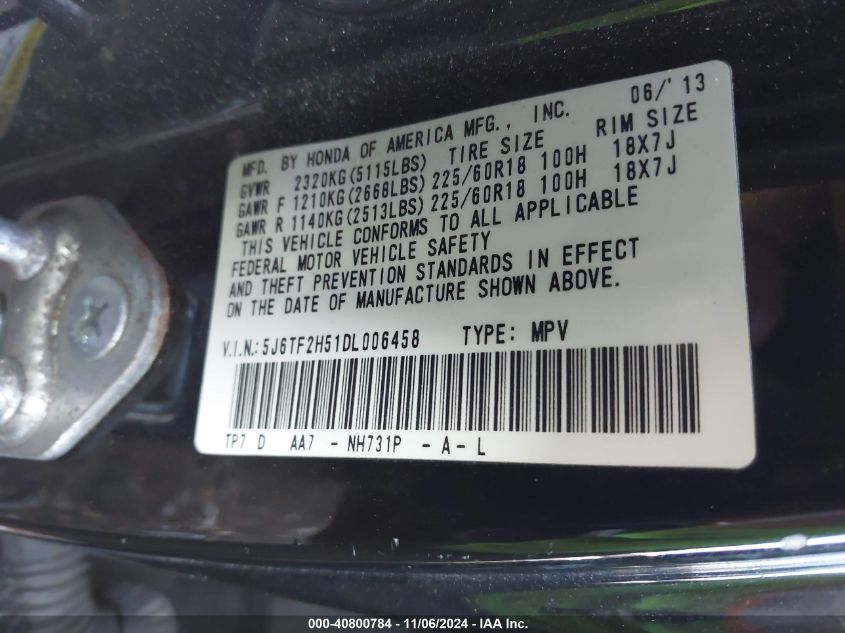 06/'13
MFD. BY HONDA OF AMERICA MFG., INC.
GVWR 2320KG(5115LBS) TIRE SIZE RIM SIZE
GAWR F 1210KG(2668LBS) 225/60R18 100H 18X7J
GAWR R 1140KG(2513LBS) 225/60R18 100H 18X7J
THIS VEHICLE CONFORMS TO ALL APPLICABLE
FEDERAL MOTOR VEHICLE SAFETY
AND THEFT PREVENTION STANDARDS IN EFFECT
ON THE DATE OF MANUFACTURE SHOWN ABOVE.
V.I.N.: 5J6TF2H51DL006458 TYPE: MPV
TP7 D AA7 - NH731P - A - L
000-40800784 - 11/06/2024 - IAA Inc.